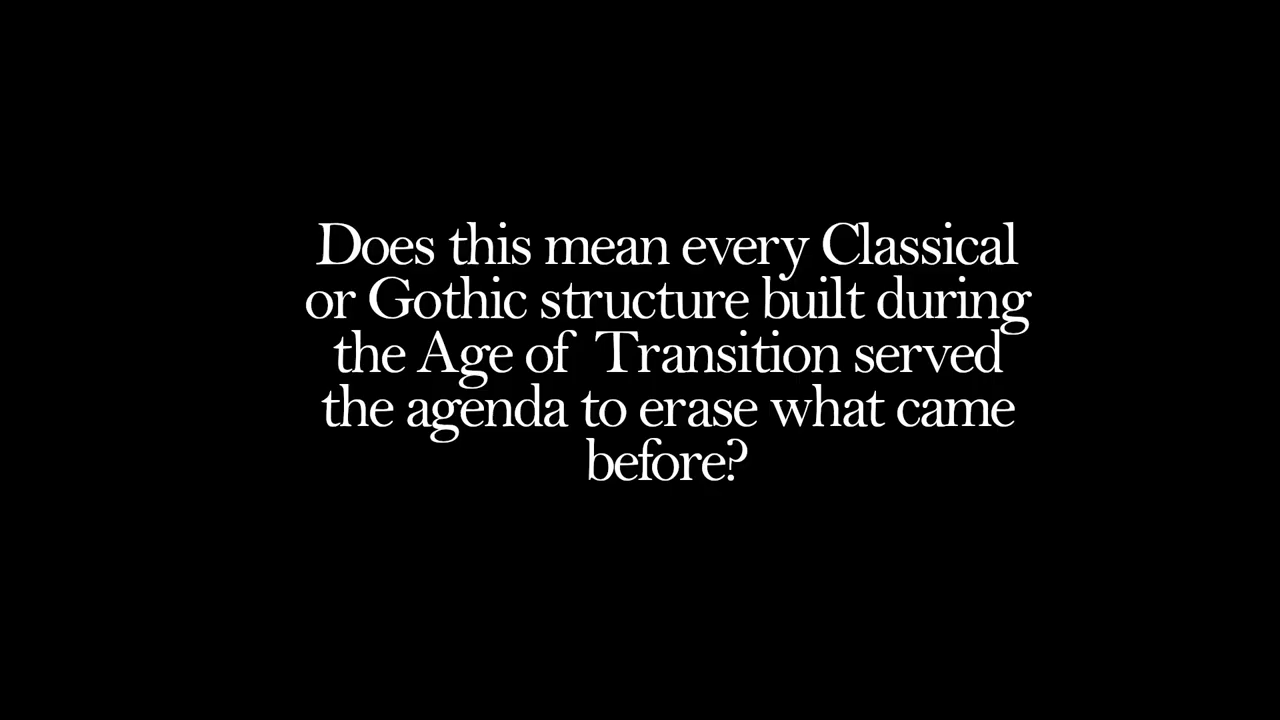 Does this mean every Classical
or Gothic structure built during
the Age of  Transition served
the agenda to erase what came
before?